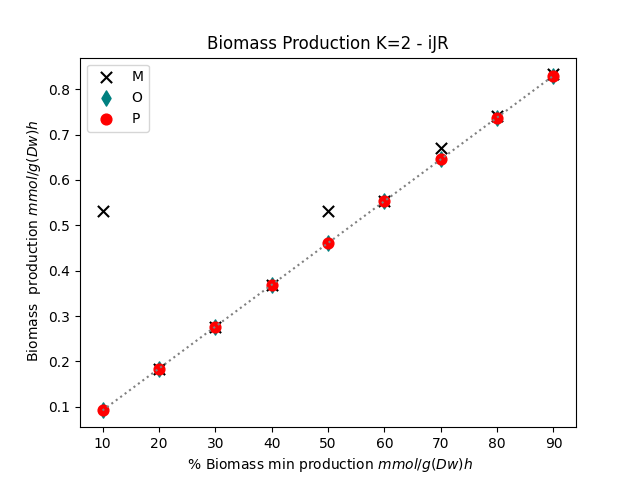 Biomass Production K=2 - iJR
M
O
P
Biomass  production mmol/g(Dw)h
0.8
0.7
0.6
0.5
0.4
0.3
0.2
0.1
10 20 30 40 50 60 70 80 90
% Biomass min production mmol/g(Dw)h